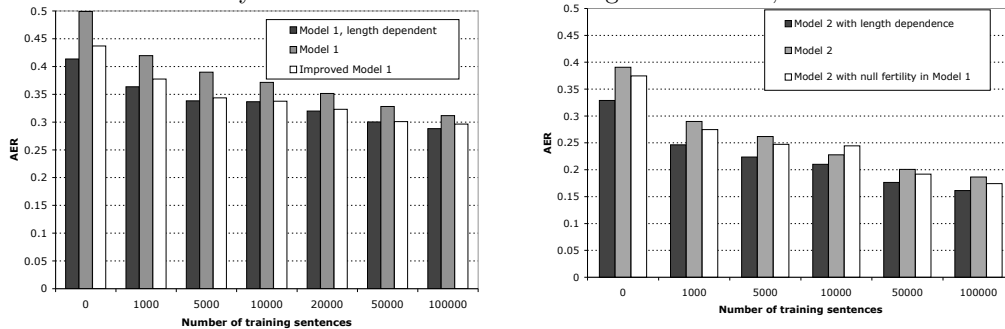 0.5
0.45
0.4
0.35
0.3
0.25
0.2
0.15
0.1
0.05
0
AER
Model 1, length dependent
Model 1
Improved Model 1
0 1000 5000 10000 20000 50000 100000
Number of training sentences
0.5
0.45
0.4
0.35
0.3
0.25
0.2
0.15
0.1
0.05
0
AER
Model 2 with length dependence
Model 2
Model 2 with null fertility in Model 1
0 1000 5000 10000 50000 100000
Number of training sentences